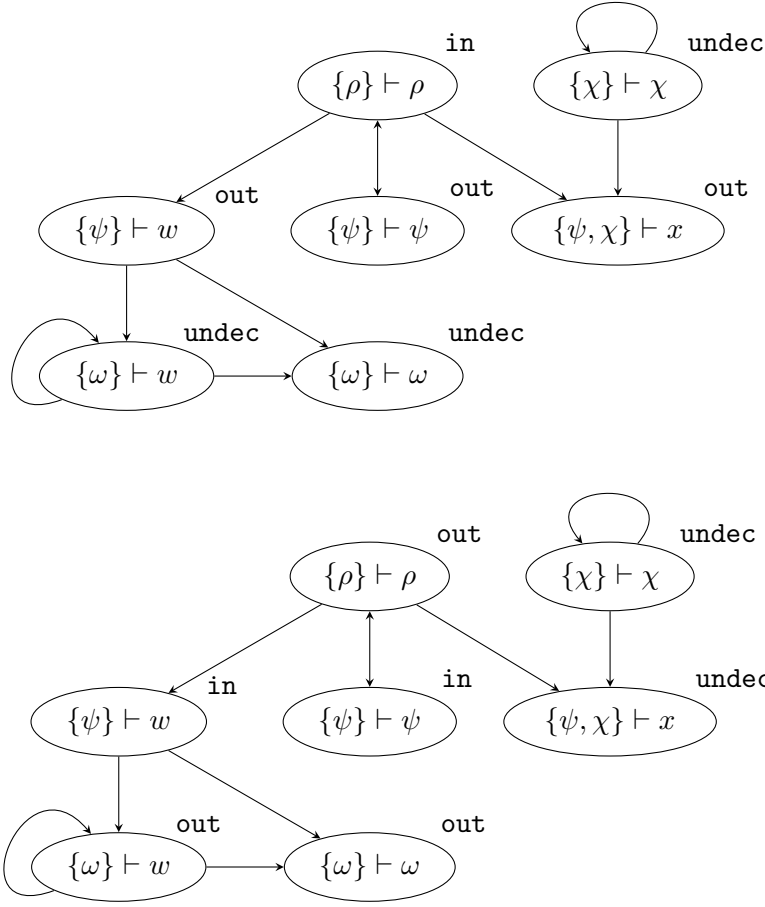 in
undec
{ρ} ⊢ ρ
{χ} ⊢ χ
out
out
out
{ψ} ⊢ w
{ψ} ⊢ ψ
{ψ, χ} ⊢ x
undec
undec
{ω} ⊢ w
{ω} ⊢ ω
out
undec
{ρ} ⊢ ρ
{χ} ⊢ χ
in
in
undec
{ψ} ⊢ w
{ψ} ⊢ ψ
{ψ, χ} ⊢ x
out
out
{ω} ⊢ w
{ω} ⊢ ω